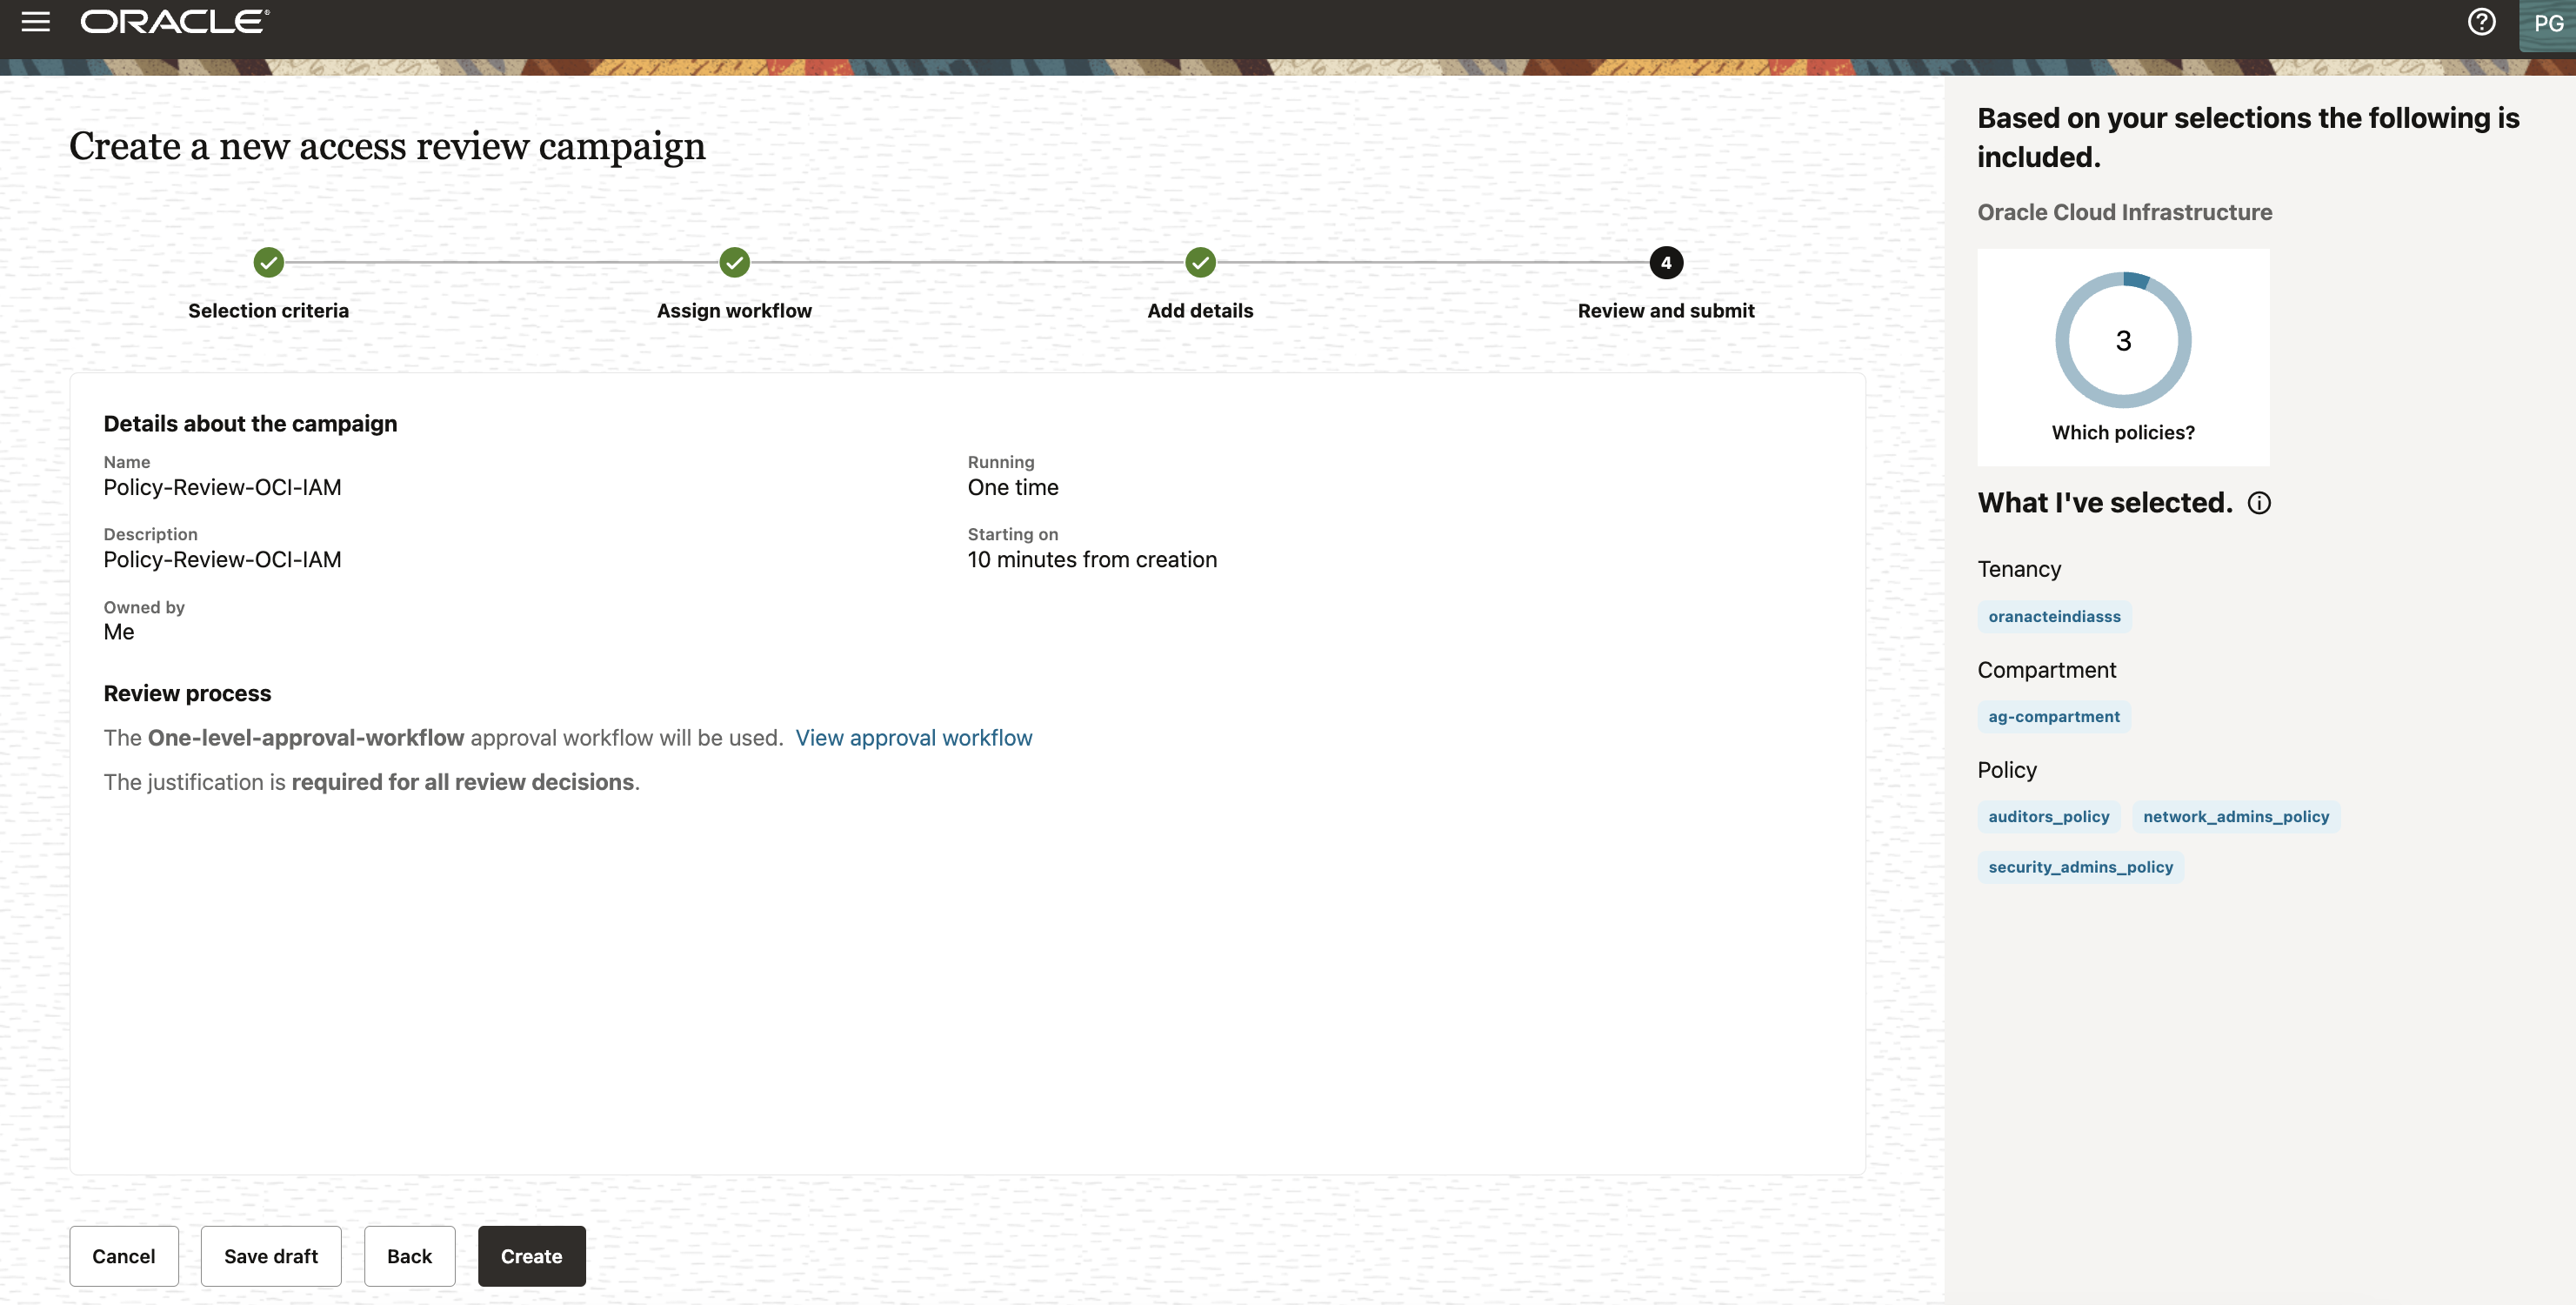 ORACLE
PG
Create a new access review campaign
Selection criteria
Assign workflow
Add details
4
Review and submit
Details about the campaign
Name
Policy-Review-OCI-IAM
Running
One time
Description
Policy-Review-OCI-IAM
Starting on
10 minutes from creation
Owned by
Me
Review process
The One-level-approval-workflow approval workflow will be used. View approval workflow
The justification is required for all review decisions.
Cancel
Save draft
Back
Create
Based on your selections the following is
included.
Oracle Cloud Infrastructure
3
Which policies?
What I've selected.
Tenancy
oranacteindiasss
Compartment
ag-compartment
Policy
auditors_policy network_admins_policy
security_admins_policy